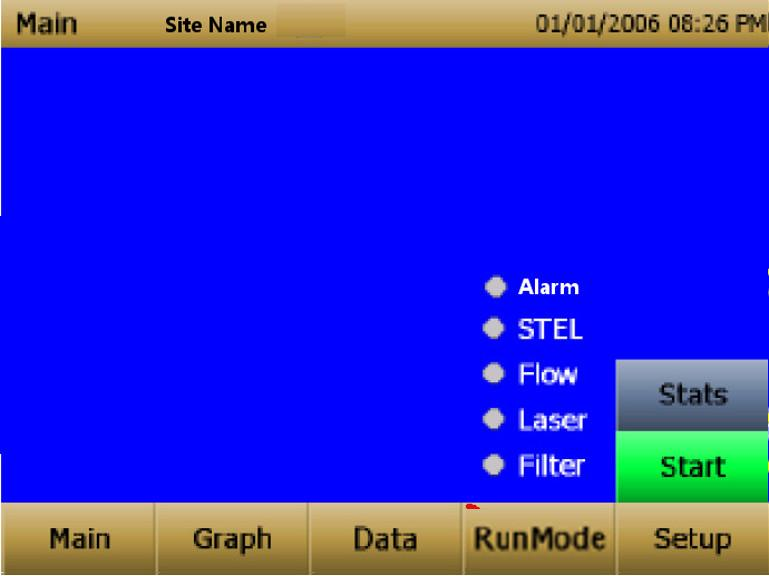 Main Site Name 01/01/2006 08:26 PM
Alarm
STEL
Flow
Stats
Laser
Filter
Start
Main Graph Data RunMode Setup